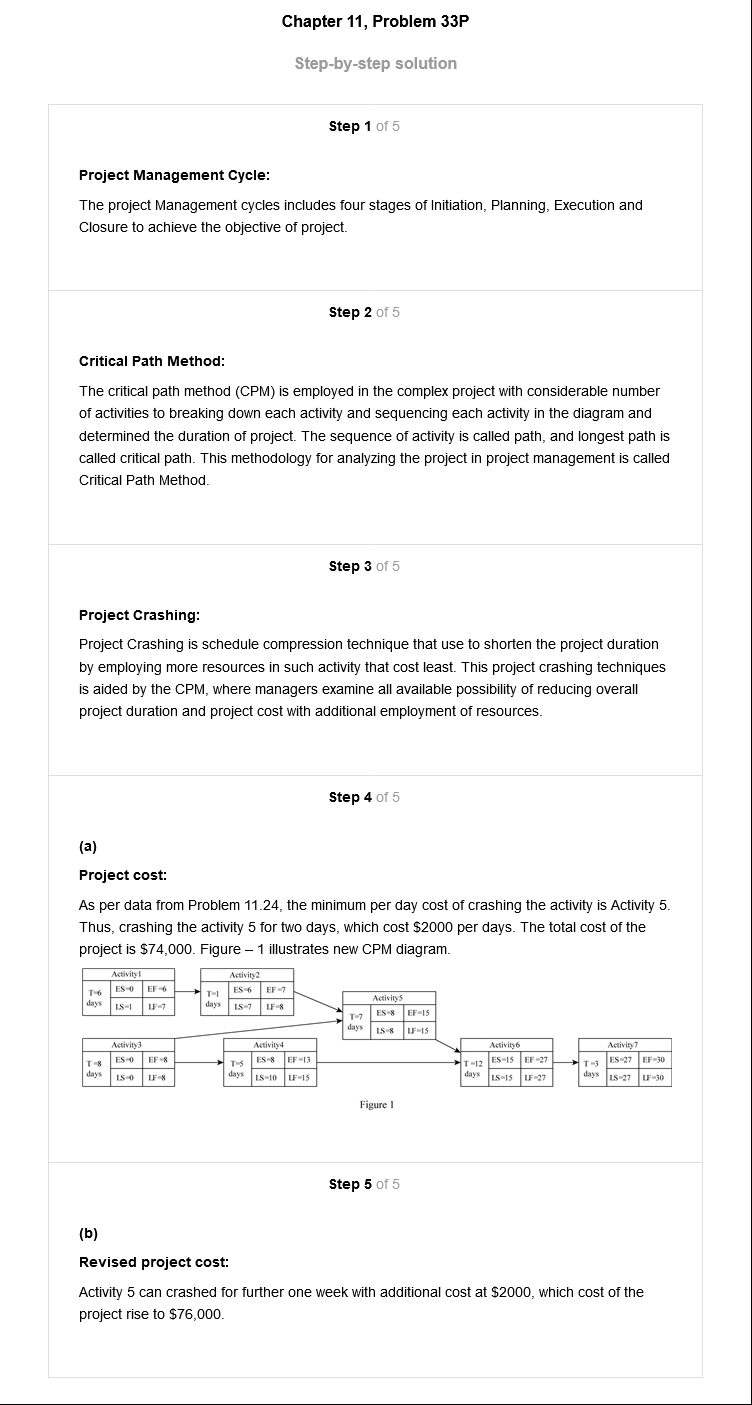 Chapter 11, Problem 33P
Step-by-step solution
Step 1 of 5
Project Management Cycle:
The project Management cycles includes four stages of Initiation, Planning, Execution and
Closure to achieve the objective of project.
Step 2 of 5
Critical Path Method:
The critical path method (CPM) is employed in the complex project with considerable number
of activities to breaking down each activity and sequencing each activity in the diagram and
determined the duration of project. The sequence of activity is called path, and longest path is
called critical path. This methodology for analyzing the project in project management is called
Critical Path Method.
Step 3 of 5
Project Crashing:
Project Crashing is schedule compression technique that use to shorten the project duration
by employing more resources in such activity that cost least. This project crashing techniques
is aided by the CPM, where managers examine all available possibility of reducing overall
project duration and project cost with additional employment of resources.
Step 4 of 5
(a)
Project cost:
As per data from Problem 11.24, the minimum per day cost of crashing the activity is Activity 5.
Thus, crashing the activity 5 for two days, which cost $2000 per days. The total cost of the
project is $74,000. Figure – 1 illustrates new CPM diagram.
Activity1
T=6 days
ES=0 EF=6
LS=1 LF=7
Activity2
T=1 days
ES=6 EF=7
LS=7 LF=8
Activity5
T=7 days
ES=8 EF=15
LS=8 LF=15
Activity3
T=8 days
ES=0 EF=8
LS=0 LF=8
Activity4
T=5 days
ES=8 EF=13
LS=10 LF=15
Activity6
T=12 days
ES=15 EF=27
LS=15 LF=27
Activity7
T=3 days
ES=27 EF=30
LS=27 LF=30
Figure 1
Step 5 of 5
(b)
Revised project cost:
Activity 5 can crashed for further one week with additional cost at $2000, which cost of the
project rise to $76,000.